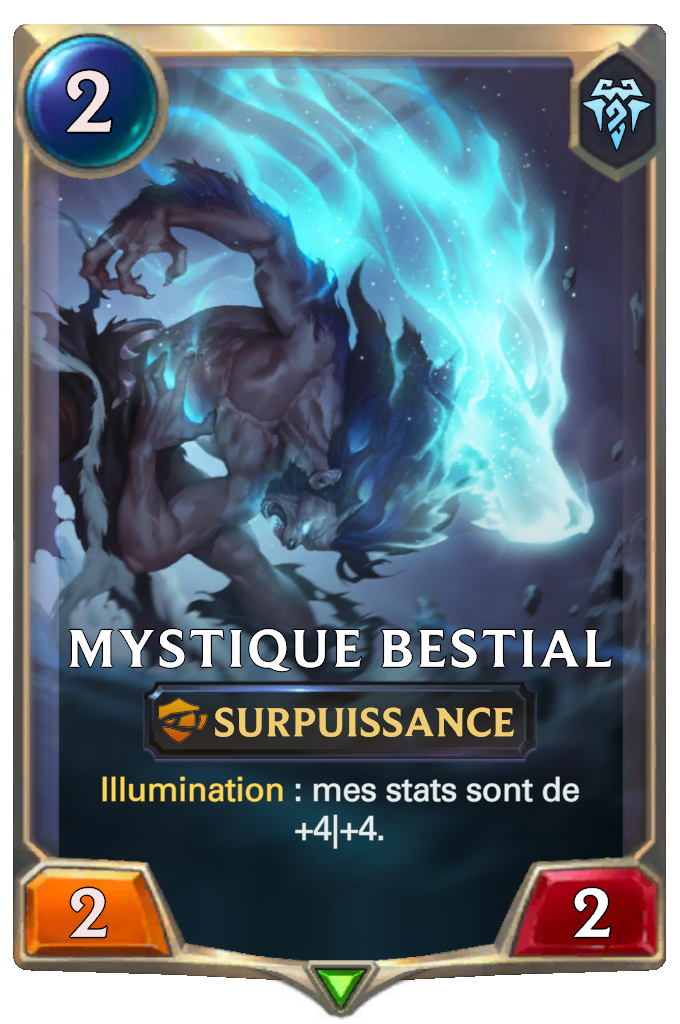 2
MYSTIQUE BESTIAL
SURPUISSANCE
Illumination : mes stats sont de
+4|+4.
2
2